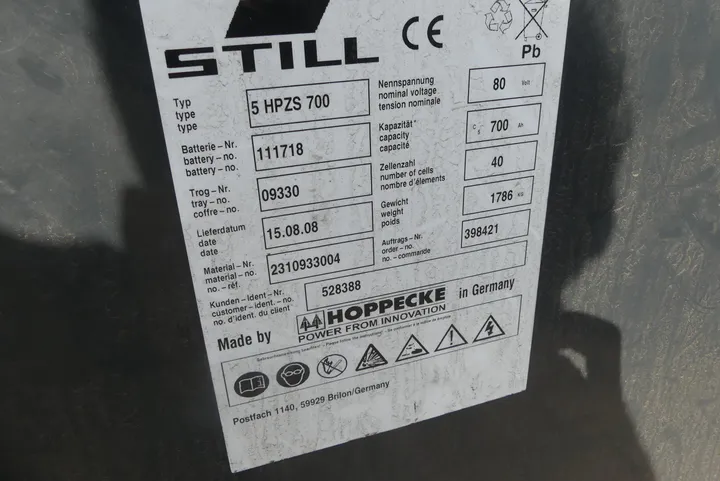 STILL CE
Pb
Typ
type
type
5 HPZS 700
Nennspannung
nominal voltage
tension nominale
80 Volt
Batterie–Nr.
battery–no.
battery–no.
111718
Kapazität*
capacity
capacité
C5 700 Ah
Trog–Nr.
tray–no.
coffre–no.
09330
Zellenzahl
number of cells
nombre d'élements
40
Lieferdatum
date
date
15.08.08
Gewicht
weight
poids
1786 KG
Material–Nr.
material–no.
no.–réf.
2310933004
Auftrags–Nr.
order–no.
no.–commande
398421
Kunden–Ident–Nr.
customer–ident.–no.
no. d'ident. du client
528388
Made by HOPPECKE in Germany
POWER FROM INNOVATION
Postfach 1140, 59929 Brilon/Germany